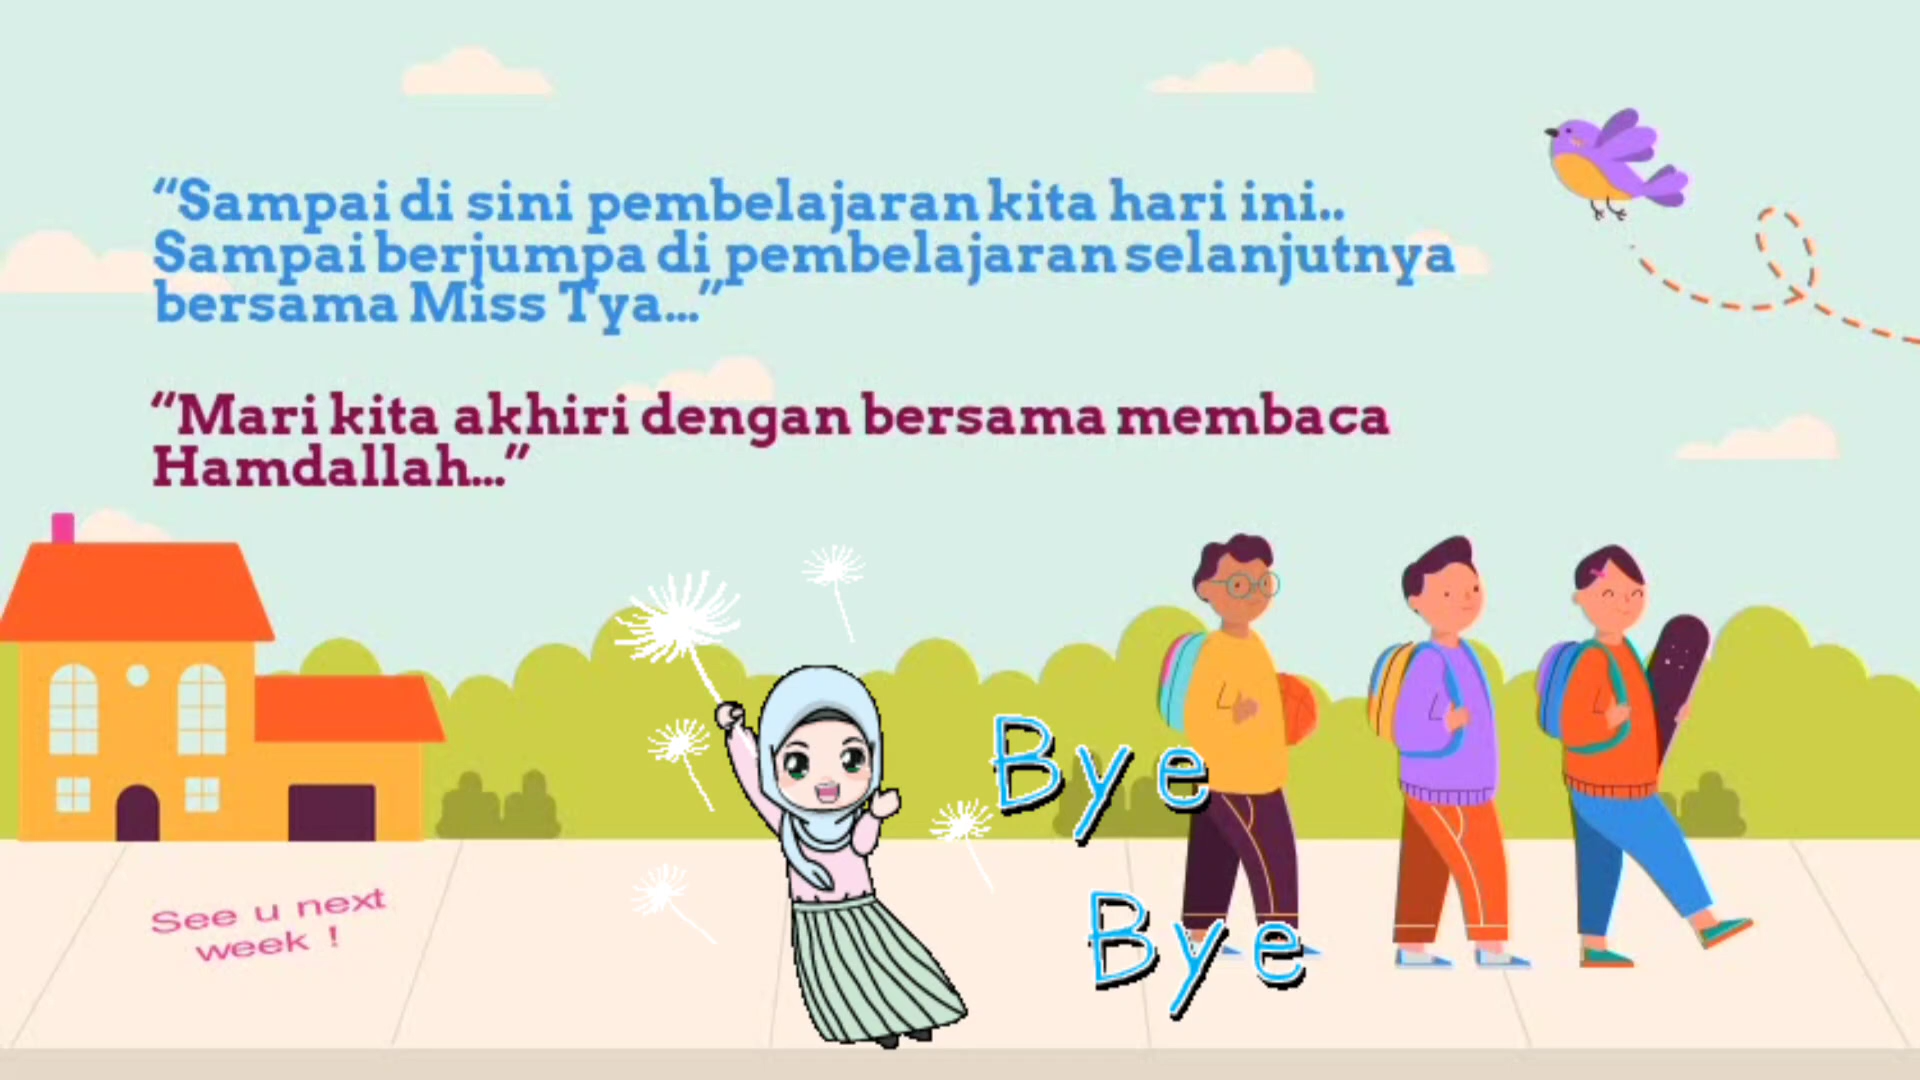 “Sampai di sini pembelajaran kita hari ini..
Sampai berjumpa di pembelajaran selanjutnya
bersama Miss Tya...”
“Mari kita akhiri dengan bersama membaca
Hamdallah...”
Bye
Bye
See u next
week !